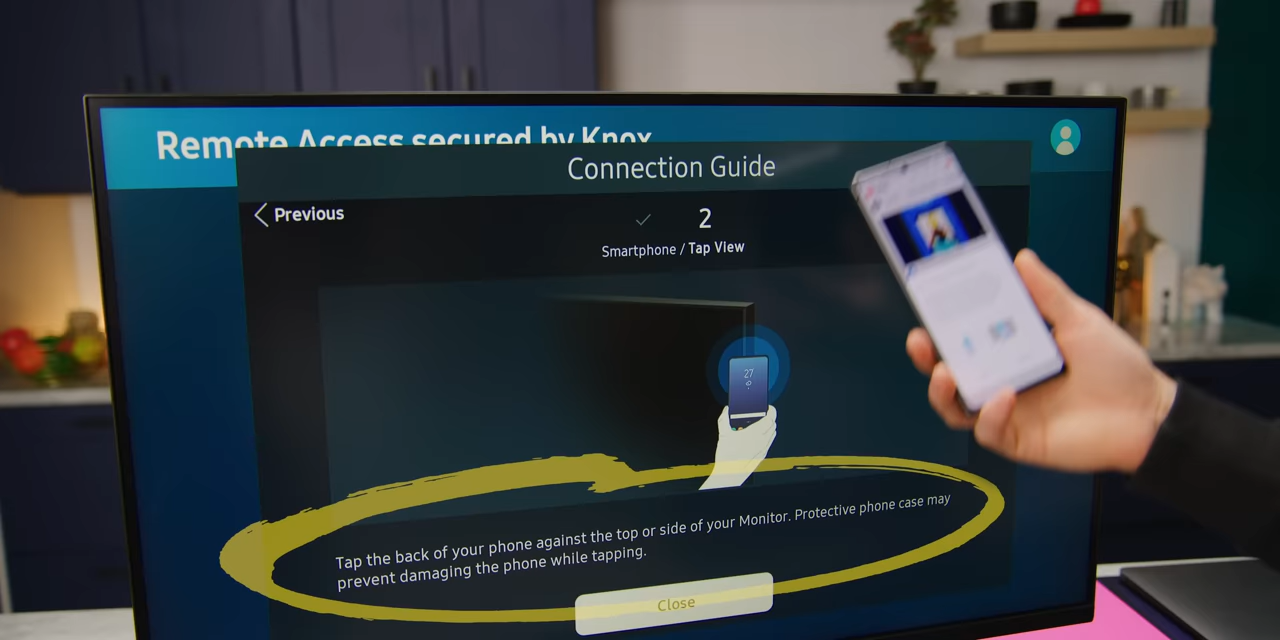 Remote Access secured by Knox
Connection Guide
Previous
2
Smartphone / Tap View
27
Tap the back of your phone against the top or side of your Monitor. Protective phone case may
prevent damaging the phone while tapping.
Close